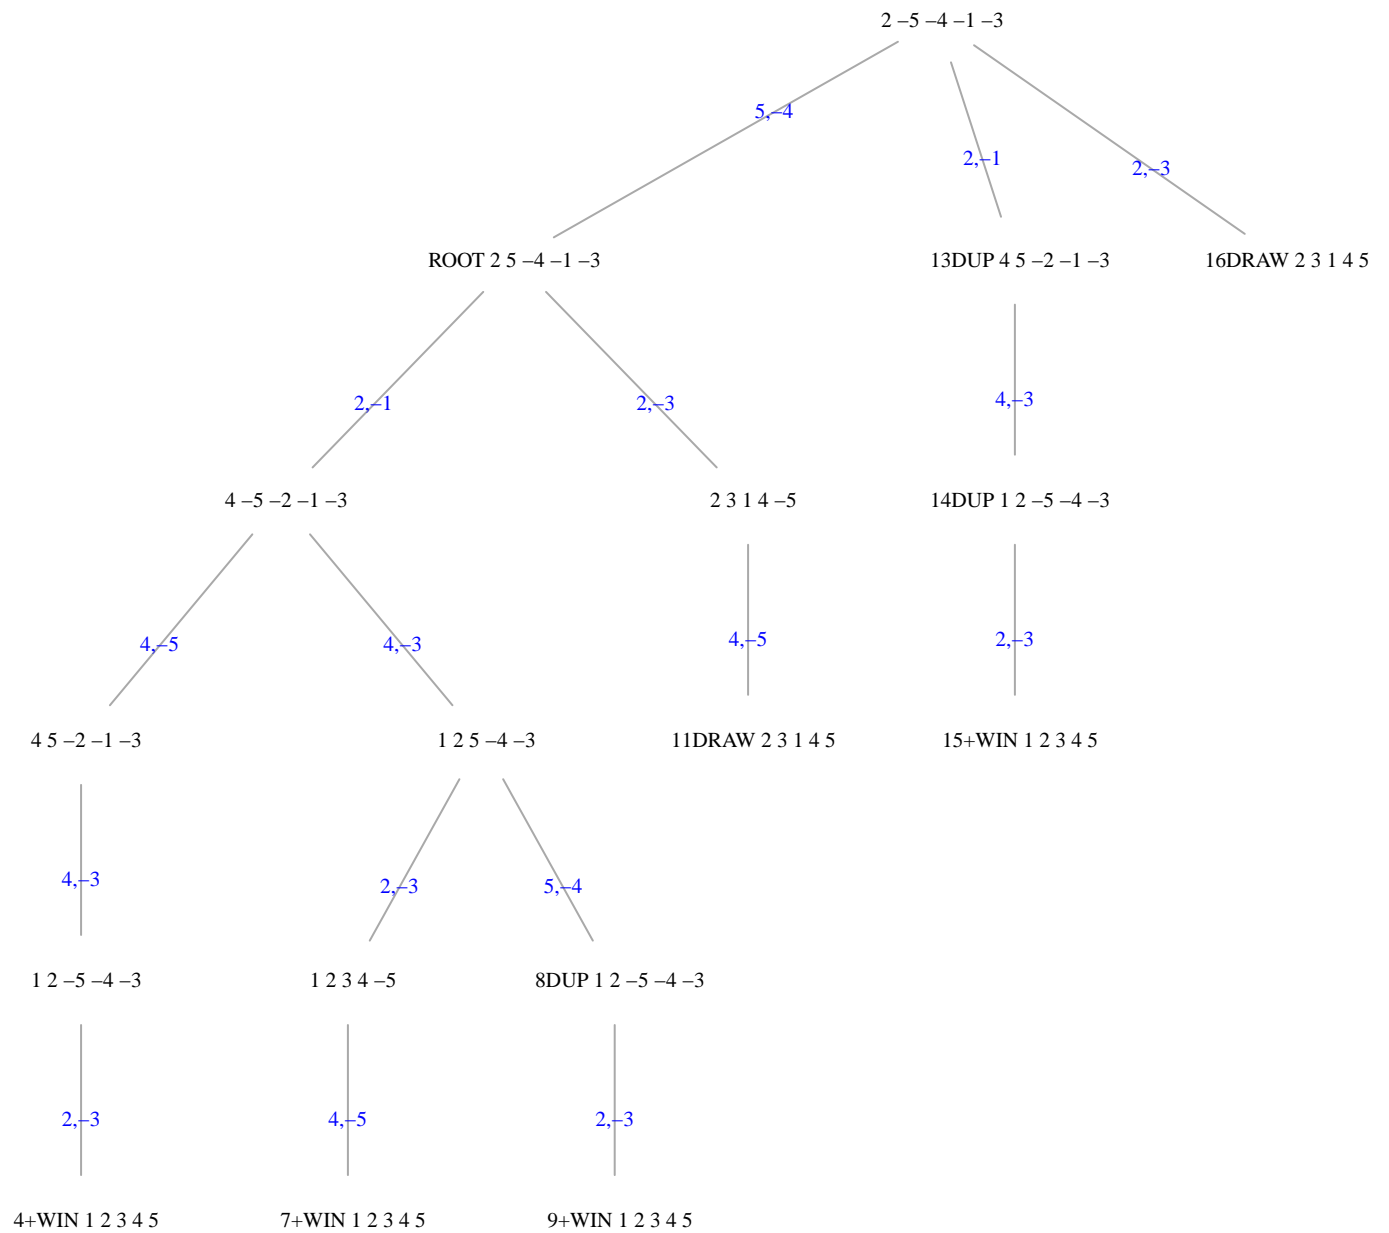 2 –5 –4 –1 –3
5,–4
2,–1
2,–3
ROOT 2 5 –4 –1 –3
13DUP 4 5 –2 –1 –3
16DRAW 2 3 1 4 5
2,–1
2,–3
4,–3
4 –5 –2 –1 –3
2 3 1 4 –5
14DUP 1 2 –5 –4 –3
4,–5
4,–3
4,–5
2,–3
4 5 –2 –1 –3
1 2 5 –4 –3
11DRAW 2 3 1 4 5
15+WIN 1 2 3 4 5
4,–3
2,–3
5,–4
1 2 –5 –4 –3
1 2 3 4 –5
8DUP 1 2 –5 –4 –3
2,–3
4,–5
2,–3
4+WIN 1 2 3 4 5
7+WIN 1 2 3 4 5
9+WIN 1 2 3 4 5